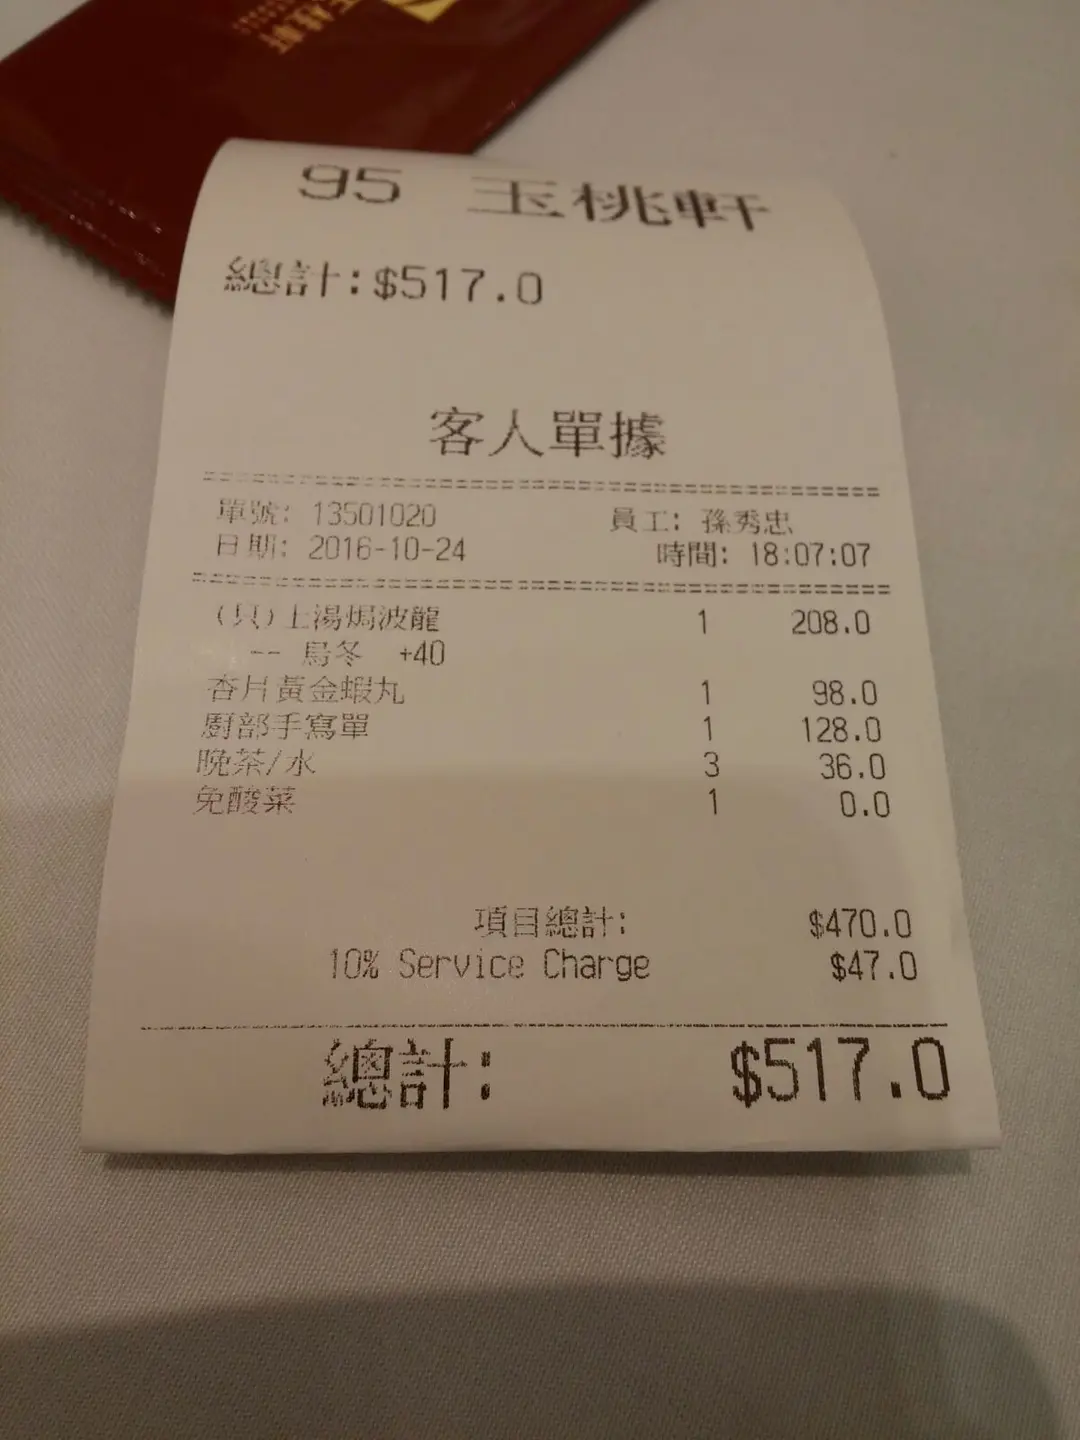 95 玉桃軒
總計:$517.0
客人單據
單號: 13501020 員工: 孫秀忠
日期: 2016-10-24 時間: 18:07:07
(只)上湯焗波龍 1 208.0
-- 烏冬 +40
杏片黃金蝦丸 1 98.0
廚部手寫單 1 128.0
晚茶/水 3 36.0
免酸菜 1 0.0
項目總計: $470.0
10% Service Charge $47.0
總計: $517.0